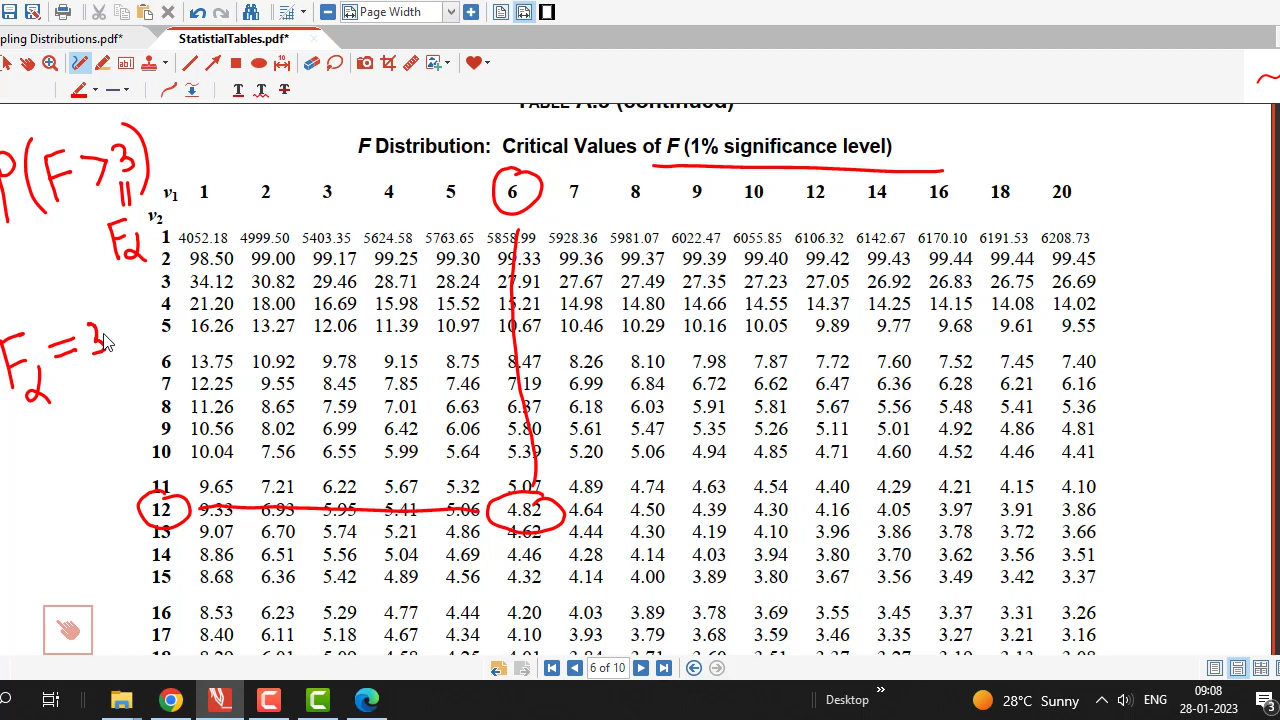 Page Width
pling Distributions.pdf*
StatistialTables.pdf*
F Distribution: Critical Values of F (1% significance level)
v1 1 2 3 4 5 6 7 8 9 10 12 14 16 18 20
v2
1 4052.18 4999.50 5403.35 5624.58 5763.65 5858.99 5928.36 5981.07 6022.47 6055.85 6106.32 6142.67 6170.10 6191.53 6208.73
2 98.50 99.00 99.17 99.25 99.30 99.33 99.36 99.37 99.39 99.40 99.42 99.43 99.44 99.44 99.45
3 34.12 30.82 29.46 28.71 28.24 27.91 27.67 27.49 27.35 27.23 27.05 26.92 26.83 26.75 26.69
4 21.20 18.00 16.69 15.98 15.52 15.21 14.98 14.80 14.66 14.55 14.37 14.25 14.15 14.08 14.02
5 16.26 13.27 12.06 11.39 10.97 10.67 10.46 10.29 10.16 10.05 9.89 9.77 9.68 9.61 9.55
6 13.75 10.92 9.78 9.15 8.75 8.47 8.26 8.10 7.98 7.87 7.72 7.60 7.52 7.45 7.40
7 12.25 9.55 8.45 7.85 7.46 7.19 6.99 6.84 6.72 6.62 6.47 6.36 6.28 6.21 6.16
8 11.26 8.65 7.59 7.01 6.63 6.37 6.18 6.03 5.91 5.81 5.67 5.56 5.48 5.41 5.36
9 10.56 8.02 6.99 6.42 6.06 5.80 5.61 5.47 5.35 5.26 5.11 5.01 4.92 4.86 4.81
10 10.04 7.56 6.55 5.99 5.64 5.39 5.20 5.06 4.94 4.85 4.71 4.60 4.52 4.46 4.41
11 9.65 7.21 6.22 5.67 5.32 5.07 4.89 4.74 4.63 4.54 4.40 4.29 4.21 4.15 4.10
12 9.33 6.93 5.95 5.41 5.06 4.82 4.64 4.50 4.39 4.30 4.16 4.05 3.97 3.91 3.86
13 9.07 6.70 5.74 5.21 4.86 4.62 4.44 4.30 4.19 4.10 3.96 3.86 3.78 3.72 3.66
14 8.86 6.51 5.56 5.04 4.69 4.46 4.28 4.14 4.03 3.94 3.80 3.70 3.62 3.56 3.51
15 8.68 6.36 5.42 4.89 4.56 4.32 4.14 4.00 3.89 3.80 3.67 3.56 3.49 3.42 3.37
16 8.53 6.23 5.29 4.77 4.44 4.20 4.03 3.89 3.78 3.69 3.55 3.45 3.37 3.31 3.26
17 8.40 6.11 5.18 4.67 4.34 4.10 3.93 3.79 3.68 3.59 3.46 3.35 3.27 3.21 3.16
P(F > 3)
=
Fα
Fα = 3
6 of 10
Desktop
28°C Sunny
ENG
09:08
28-01-2023
3